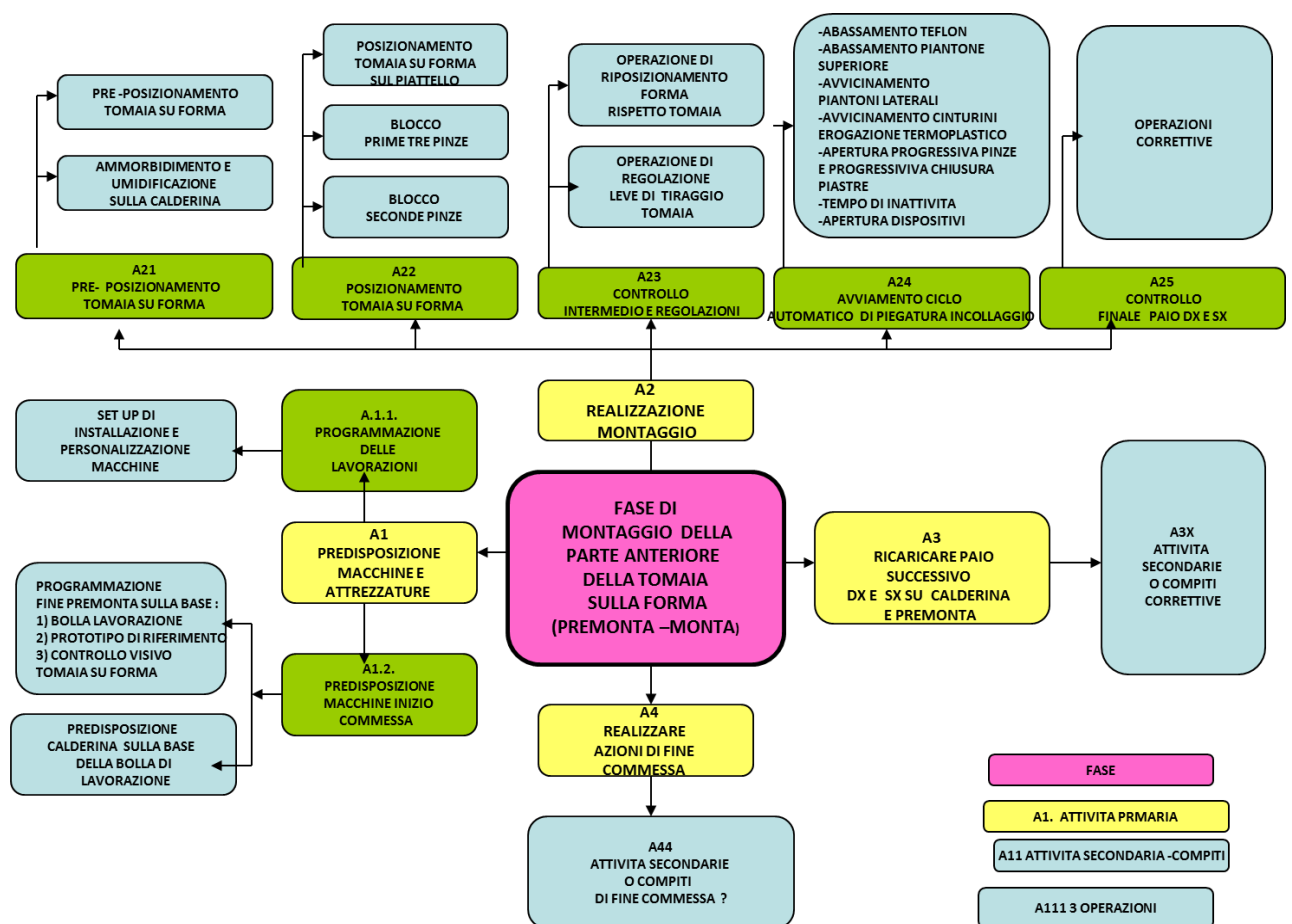 PRE -POSIZIONAMENTO
TOMAIA SU FORMA
AMMORBIDIMENTO E
UMIDIFICAZIONE
SULLA CALDERINA
POSIZIONAMENTO
TOMAIA SU FORMA
SUL PIATTELLO
BLOCCO
PRIME TRE PINZE
BLOCCO
SECONDE PINZE
OPERAZIONE DI
RIPOSIZIONAMENTO
FORMA
RISPETTO TOMAIA
OPERAZIONE DI
REGOLAZIONE
LEVE DI TIRAGGIO
TOMAIA
-ABASSAMENTO TEFLON
-ABASSAMENTO PIANTONE
SUPERIORE
-AVVICINAMENTO
PIANTONI LATERALI
-AVVICINAMENTO CINTURINI
EROGAZIONE TERMOPLASTICO
-APERTURA PROGRESSIVA PINZE
E PROGRESSIVIVA CHIUSURA
PIASTRE
-TEMPO DI INATTIVITA
-APERTURA DISPOSITIVI
OPERAZIONI
CORRETTIVE
A21
PRE- POSIZIONAMENTO
TOMAIA SU FORMA
A22
POSIZIONAMENTO
TOMAIA SU FORMA
A23
CONTROLLO
INTERMEDIO E REGOLAZIONI
A24
AVVIAMENTO CICLO
AUTOMATICO DI PIEGATURA INCOLLAGGIO
A25
CONTROLLO
FINALE PAIO DX E SX
A2
REALIZZAZIONE
MONTAGGIO
SET UP DI
INSTALLAZIONE E
PERSONALIZZAZIONE
MACCHINE
A.1.1.
PROGRAMMAZIONE
DELLE
LAVORAZIONI
A1
PREDISPOSIZIONE
MACCHINE E
ATTREZZATURE
FASE DI
MONTAGGIO DELLA
PARTE ANTERIORE
DELLA TOMAIA
SULLA FORMA
(PREMONTA –MONTA)
A3
RICARICARE PAIO
SUCCESSIVO
DX E SX SU CALDERINA
E PREMONTA
A3X
ATTIVITA
SECONDARIE
O COMPITI
CORRETTIVE
PROGRAMMAZIONE
FINE PREMONTA SULLA BASE :
1) BOLLA LAVORAZIONE
2) PROTOTIPO DI RIFERIMENTO
3) CONTROLLO VISIVO
TOMAIA SU FORMA
A1.2.
PREDISPOSIZIONE
MACCHINE INIZIO
COMMESSA
PREDISPOSIZIONE
CALDERINA SULLA BASE
DELLA BOLLA DI
LAVORAZIONE
A4
REALIZZARE
AZIONI DI FINE
COMMESSA
A44
ATTIVITA SECONDARIE
O COMPITI
DI FINE COMMESSA ?
FASE
A1. ATTIVITA PRMARIA
A11 ATTIVITA SECONDARIA -COMPITI
A111 3 OPERAZIONI